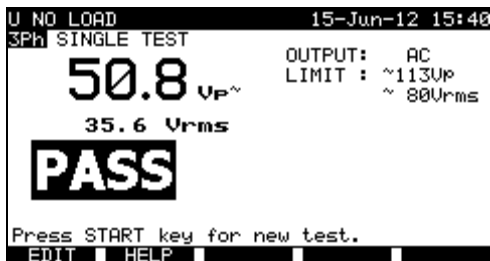 U NO LOAD 15-Jun-12 15:40
3Ph SINGLE TEST
OUTPUT: AC
50.8 Vp~
LIMIT : ~113Vp
~ 80Vrms
35.6 Vrms
PASS
Press START key for new test.
EDIT HELP